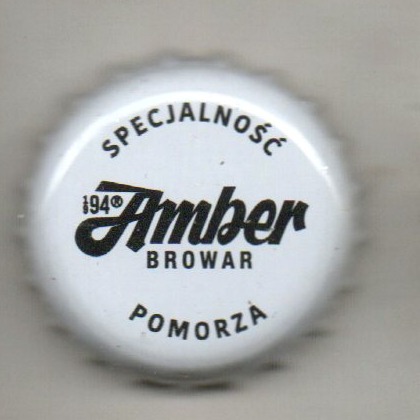 SPECJALNOŚĆ
1994® Amber
BROWAR
POMORZA